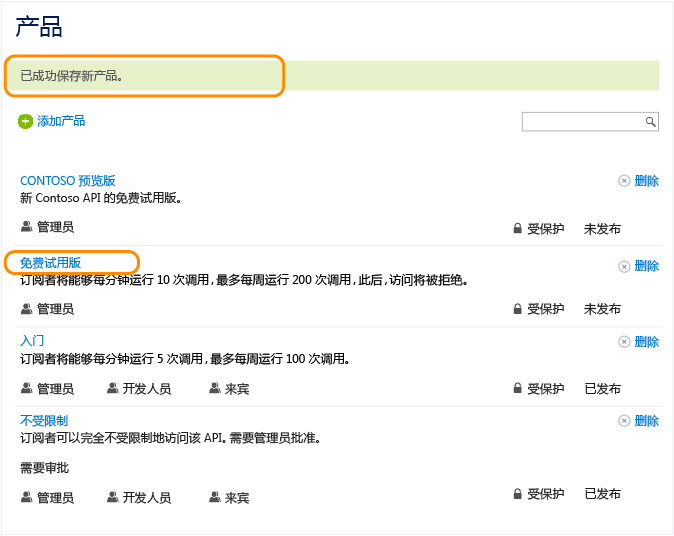 产品
已成功保存新产品。
添加产品
CONTOSO 预览版 删除
新 Contoso API 的免费试用版。
管理员 受保护 未发布
免费试用版 删除
订阅者将能够每分钟运行 10 次调用,最多每周运行 200 次调用,此后,访问将被拒绝。
管理员 受保护 未发布
入门 删除
订阅者将能够每分钟运行 5 次调用,最多每周运行 100 次调用。
管理员 开发人员 来宾 受保护 已发布
不受限制 删除
订阅者可以完全不受限制地访问该 API。需要管理员批准。
需要审批
管理员 开发人员 来宾 受保护 已发布